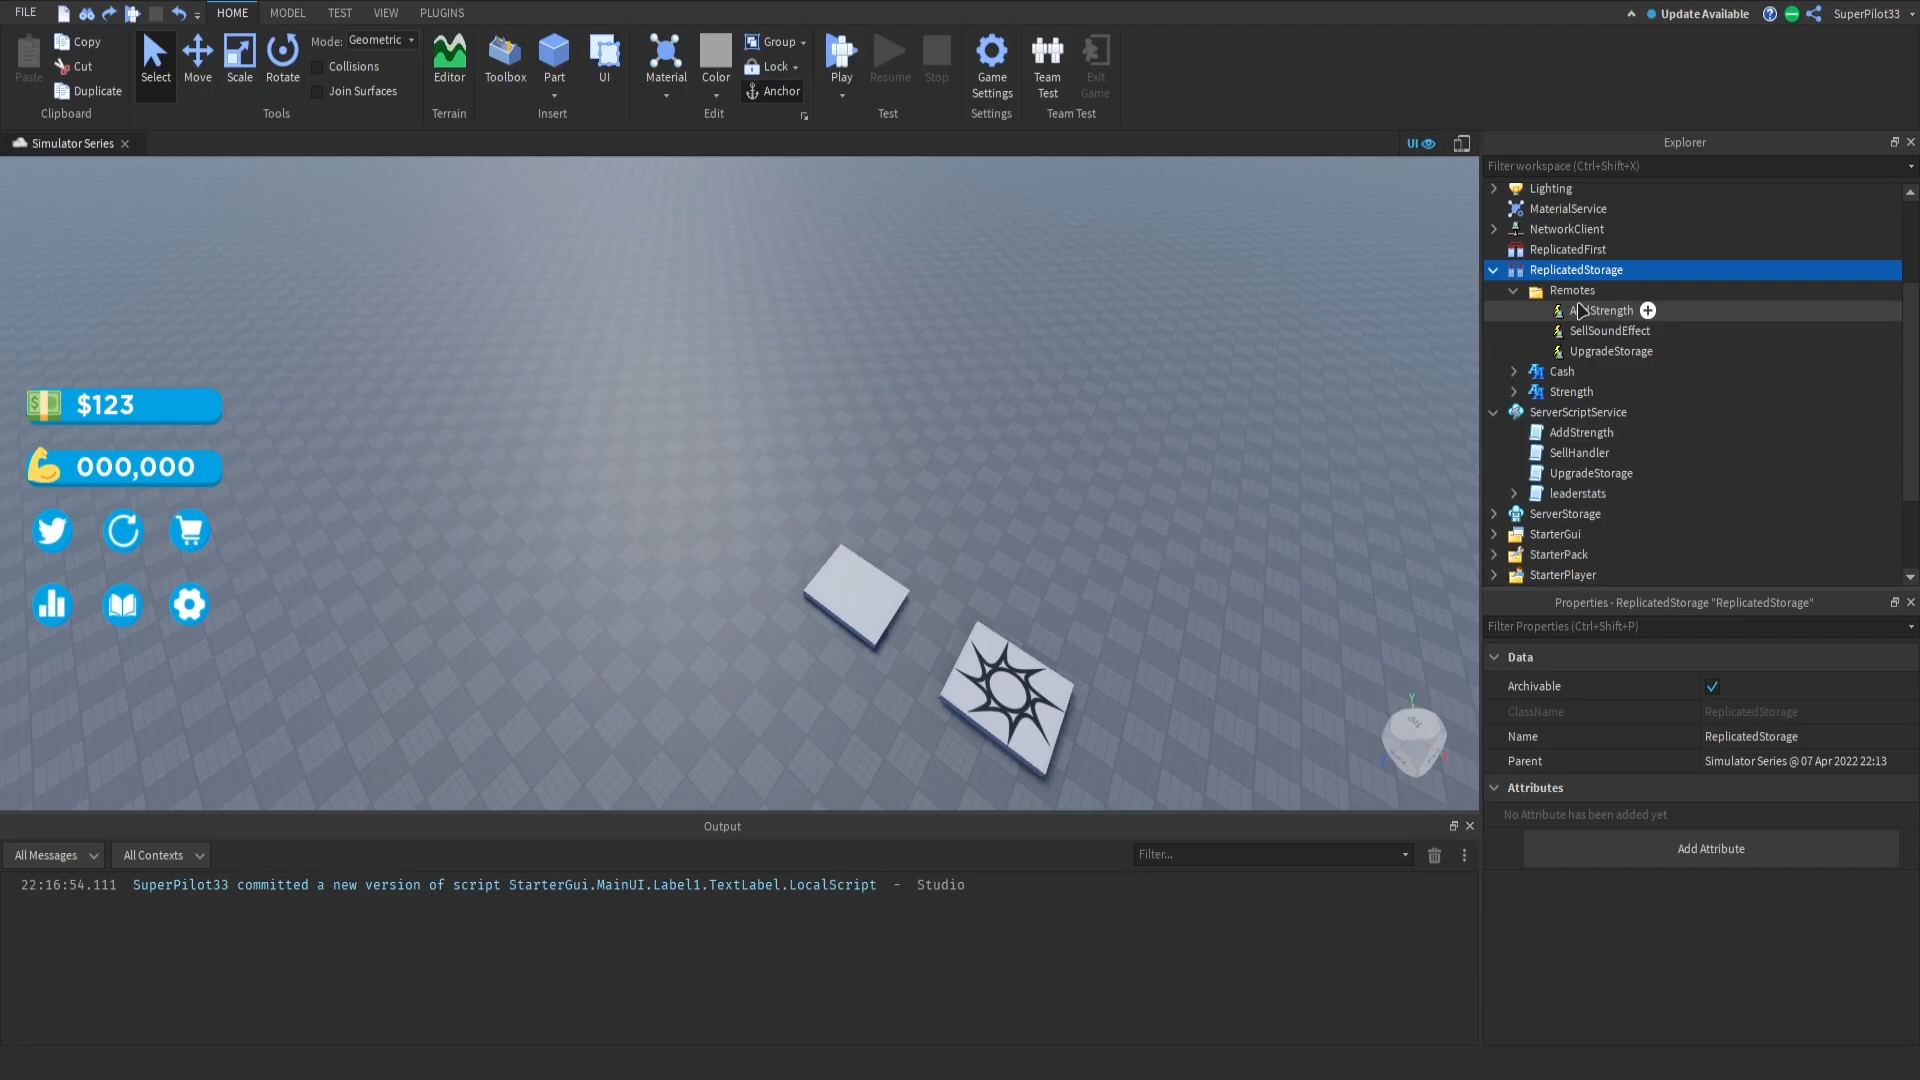 FILE HOME MODEL TEST VIEW PLUGINS Update Available SuperPilot33
Paste Copy Cut Duplicate Clipboard
Select Move Scale Rotate Mode: Geometric Collisions Join Surfaces Tools
Editor Terrain
Toolbox Part UI Insert
Material Color Group Lock Anchor Edit
Play Resume Stop Test
Game Settings Settings
Team Test Exit Game Team Test
Simulator Series UI
$123
000,000
Top
Y
Output
All Messages All Contexts Filter...
22:16:54.111 SuperPilot33 committed a new version of script StarterGui.MainUI.Label1.TextLabel.LocalScript - Studio
Explorer
Filter workspace (Ctrl+Shift+X)
Lighting
MaterialService
NetworkClient
ReplicatedFirst
ReplicatedStorage
Remotes
SellSoundEffect
UpgradeStorage
Cash
Strength
ServerScriptService
AddStrength
SellHandler
UpgradeStorage
leaderstats
ServerStorage
StarterGui
StarterPack
StarterPlayer
Properties - ReplicatedStorage "ReplicatedStorage"
Filter Properties (Ctrl+Shift+P)
Data
Archivable
ClassName ReplicatedStorage
Name ReplicatedStorage
Parent Simulator Series @ 07 Apr 2022 22:13
Attributes
No Attribute has been added yet
Add Attribute